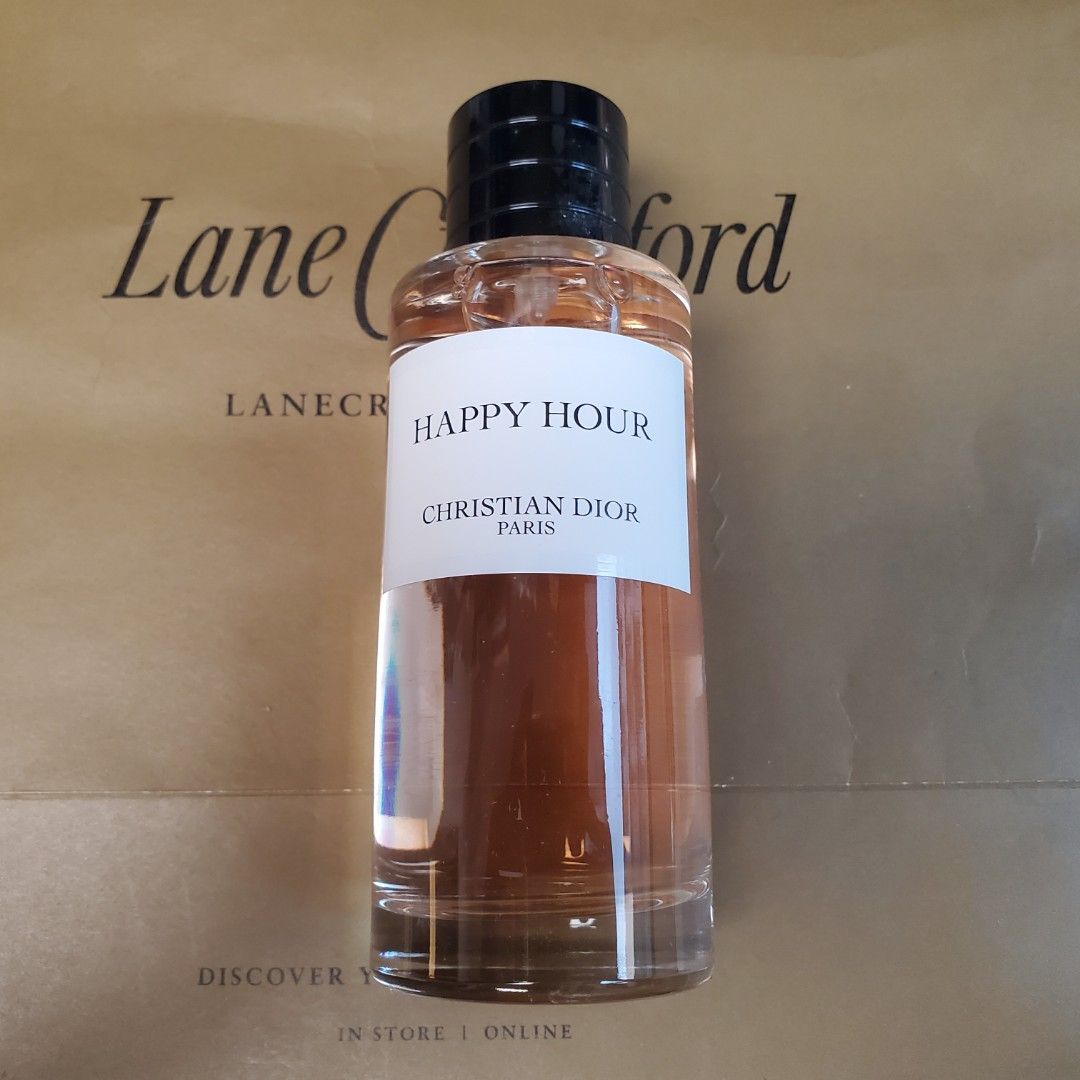 Lane C ford
LANECR
HAPPY HOUR
CHRISTIAN DIOR
PARIS
DISCOVER Y
IN STORE | ONLINE